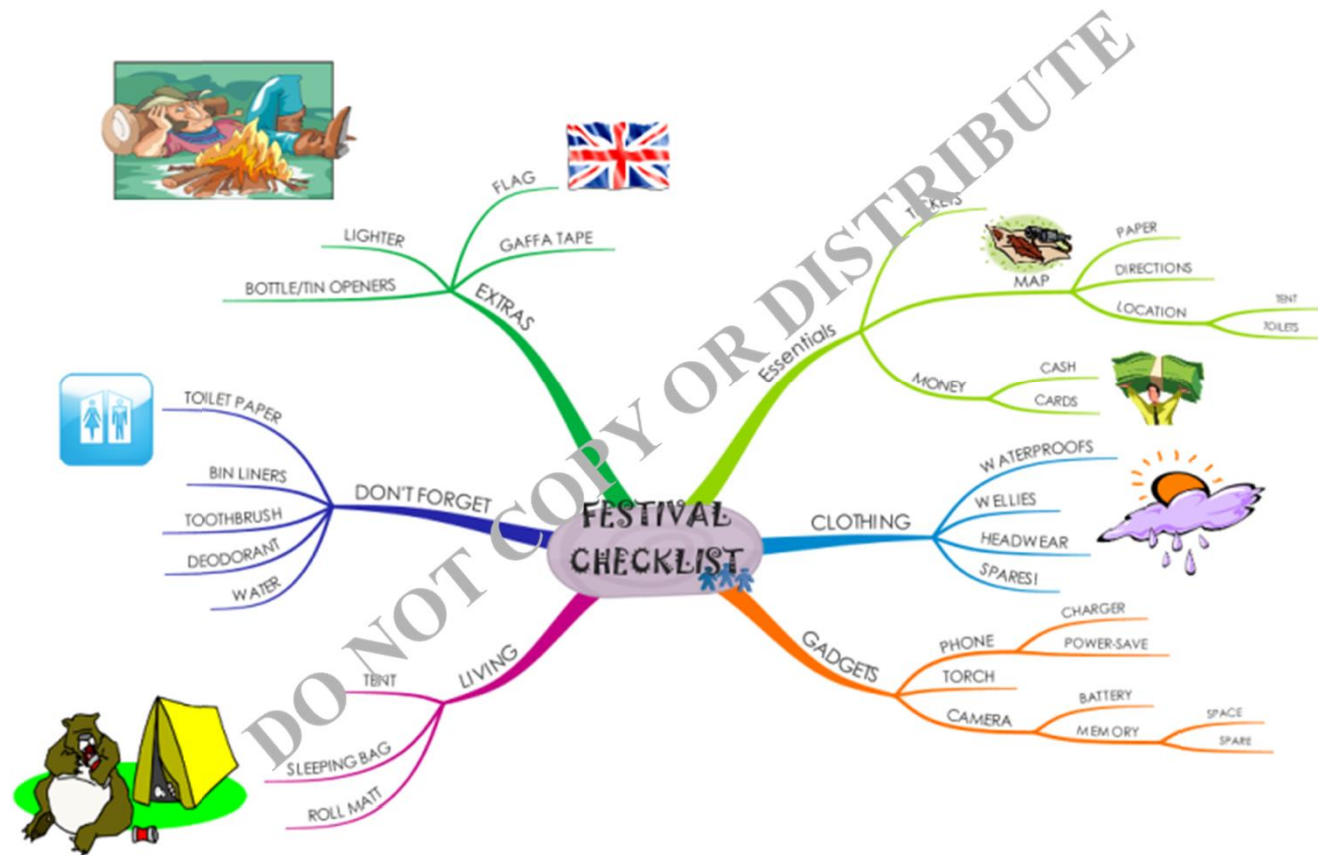 FESTIVAL
CHECKLIST
Essentials
TICKETS
MAP
PAPER
DIRECTIONS
LOCATION
TENT
TOILETS
MONEY
CASH
CARDS
CLOTHING
WATERPROOFS
WELLIES
HEADWEAR
SPARES!
GADGETS
PHONE
CHARGER
POWER-SAVE
TORCH
CAMERA
BATTERY
MEMORY
SPACE
SPARE
LIVING
TENT
SLEEPING BAG
ROLL MATT
DON'T FORGET
TOILET PAPER
BIN LINERS
TOOTHBRUSH
DEODORANT
WATER
EXTRAS
FLAG
GAFFA TAPE
LIGHTER
BOTTLE/TIN OPENERS
DO NOT COPY OR DISTRIBUTE